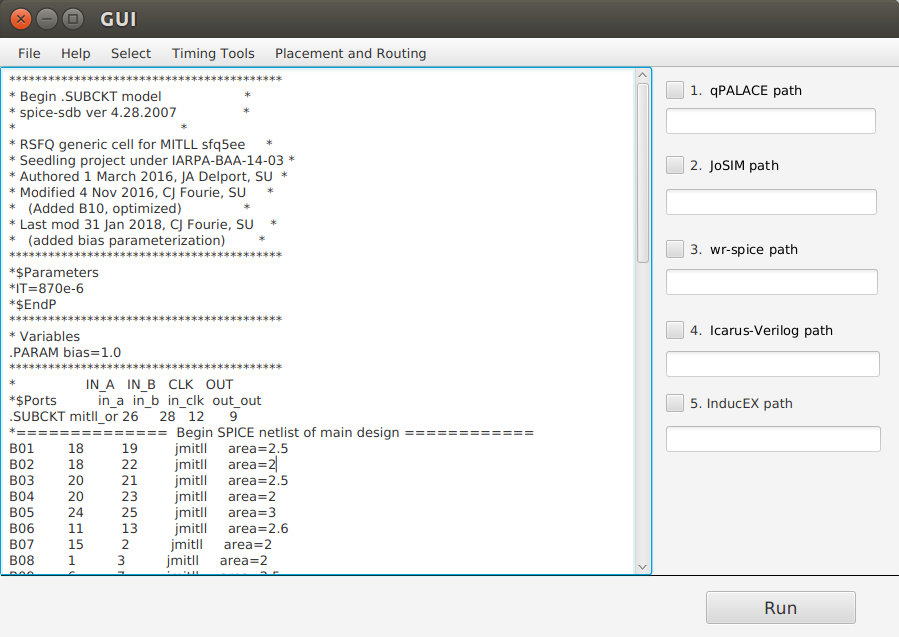 GUI
File Help Select Timing Tools Placement and Routing
******************************************
* Begin .SUBCKT model *
* spice-sdb ver 4.28.2007 *
* *
* RSFQ generic cell for MITLL sfq5ee *
* Seedling project under IARPA-BAA-14-03 *
* Authored 1 March 2016, JA Delport, SU *
* Modified 4 Nov 2016, CJ Fourie, SU *
* (Added B10, optimized) *
* Last mod 31 Jan 2018, CJ Fourie, SU *
* (added bias parameterization) *
******************************************
*$Parameters
*IT=870e-6
*$EndP
******************************************
* Variables
.PARAM bias=1.0
******************************************
* IN_A IN_B CLK OUT
*$Ports in_a in_b in_clk out_out
.SUBCKT mitll_or 26 28 12 9
*============== Begin SPICE netlist of main design ============
B01 18 19 jmitll area=2.5
B02 18 22 jmitll area=2
B03 20 21 jmitll area=2.5
B04 20 23 jmitll area=2
B05 24 25 jmitll area=3
B06 11 13 jmitll area=2.6
B07 15 2 jmitll area=2
B08 1 3 jmitll area=2
1. qPALACE path
2. JoSIM path
3. wr-spice path
4. Icarus-Verilog path
5. InducEX path
Run